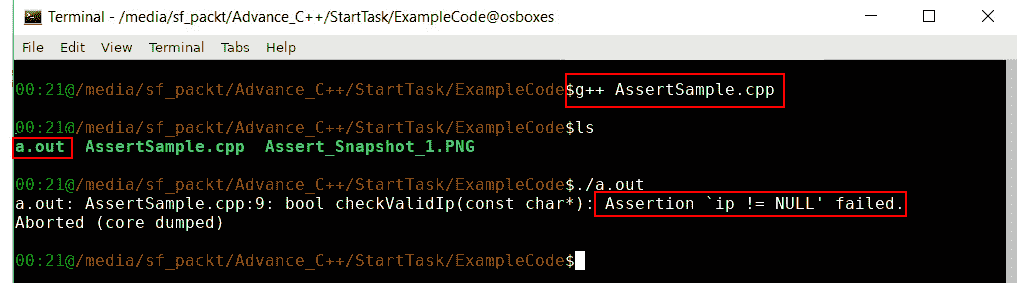 Terminal - /media/sf_packt/Advance_C++/StartTask/ExampleCode@osboxes
File Edit View Terminal Tabs Help
00:21@/media/sf_packt/Advance_C++/StartTask/ExampleCode$g++ AssertSample.cpp
00:21@/media/sf_packt/Advance_C++/StartTask/ExampleCode$ls
a.out AssertSample.cpp Assert_Snapshot_1.PNG
00:21@/media/sf_packt/Advance_C++/StartTask/ExampleCode$./a.out
a.out: AssertSample.cpp:9: bool checkValidIp(const char*): Assertion `ip != NULL' failed.
Aborted (core dumped)
00:21@/media/sf_packt/Advance_C++/StartTask/ExampleCode$